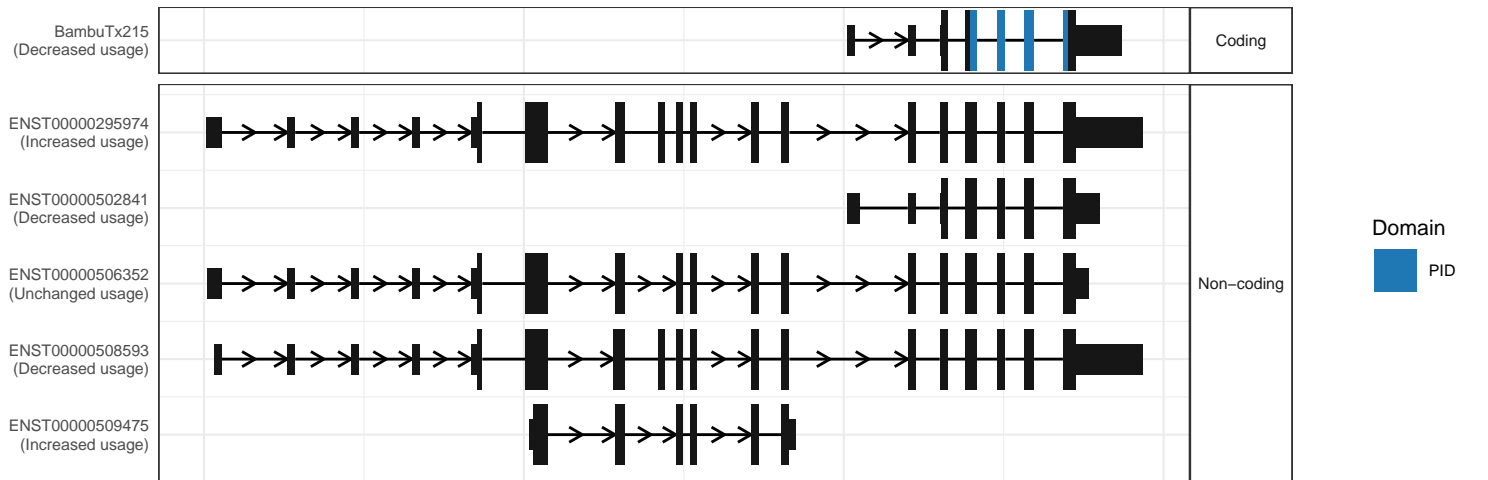 BambuTx215
(Decreased usage)
Coding
ENST00000295974
(Increased usage)
ENST00000502841
(Decreased usage)
ENST00000506352
(Unchanged usage)
ENST00000508593
(Decreased usage)
ENST00000509475
(Increased usage)
Non−coding
Domain
PID